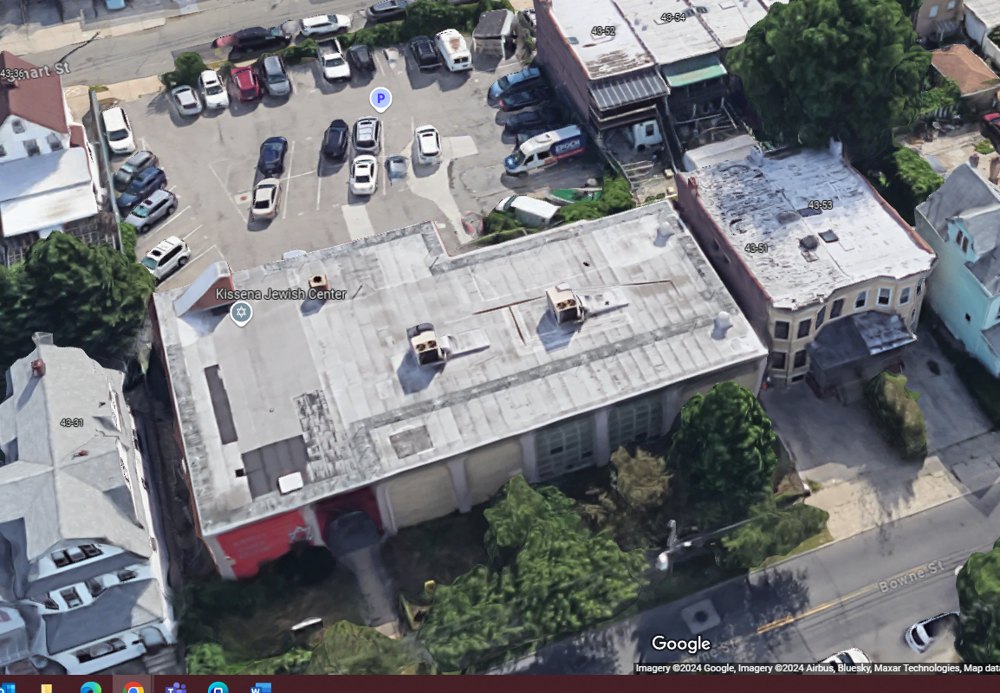 43-52
43-54
43-36
hart St
P
EPOCH
43-53
43-51
Kissena Jewish Center
43-31
Bowne St
Google
Imagery ©2024 Google, Imagery ©2024 Airbus, Bluesky, Maxar Technologies, Map data